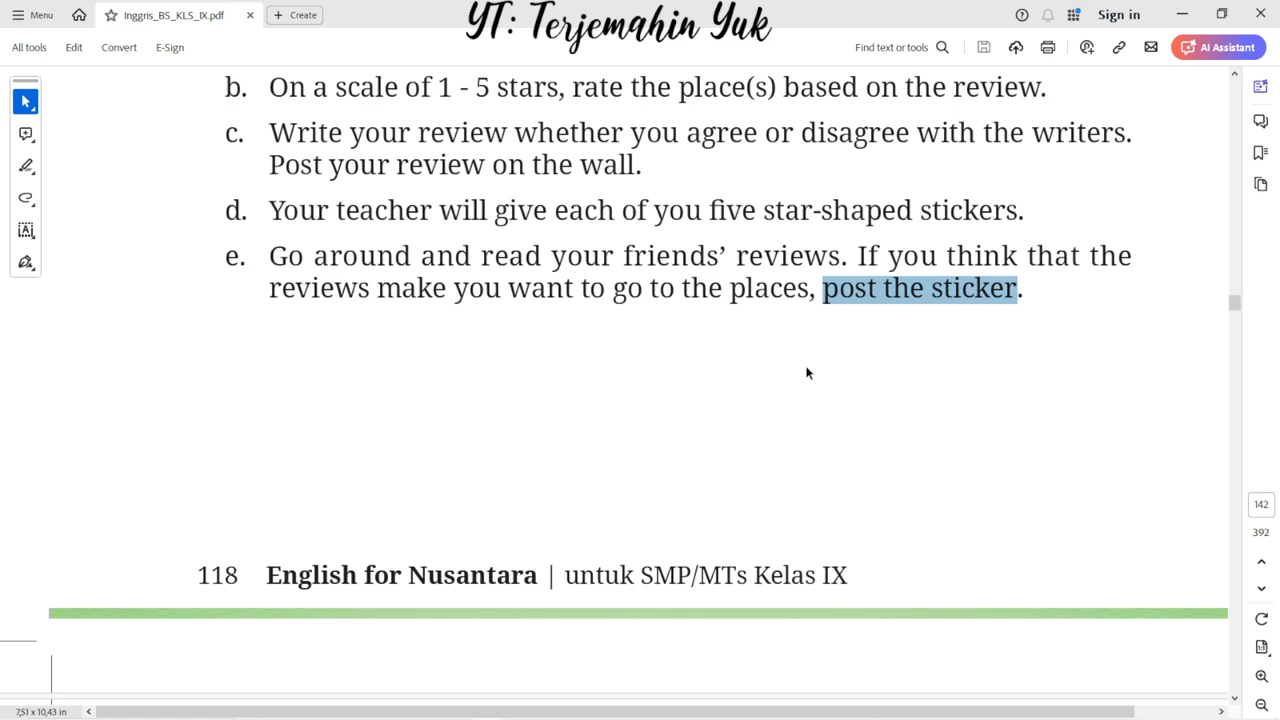 Menu
Inggris_BS_KLS_IX.pdf
Create
YT: Terjemahin Yuk
Sign in
All tools
Edit
Convert
E-Sign
Find text or tools
AI Assistant
b. On a scale of 1 - 5 stars, rate the place(s) based on the review.
c. Write your review whether you agree or disagree with the writers.
Post your review on the wall.
d. Your teacher will give each of you five star-shaped stickers.
e. Go around and read your friends’ reviews. If you think that the
reviews make you want to go to the places, post the sticker.
142
392
118 English for Nusantara | untuk SMP/MTs Kelas IX
7,51 x 10,43 in